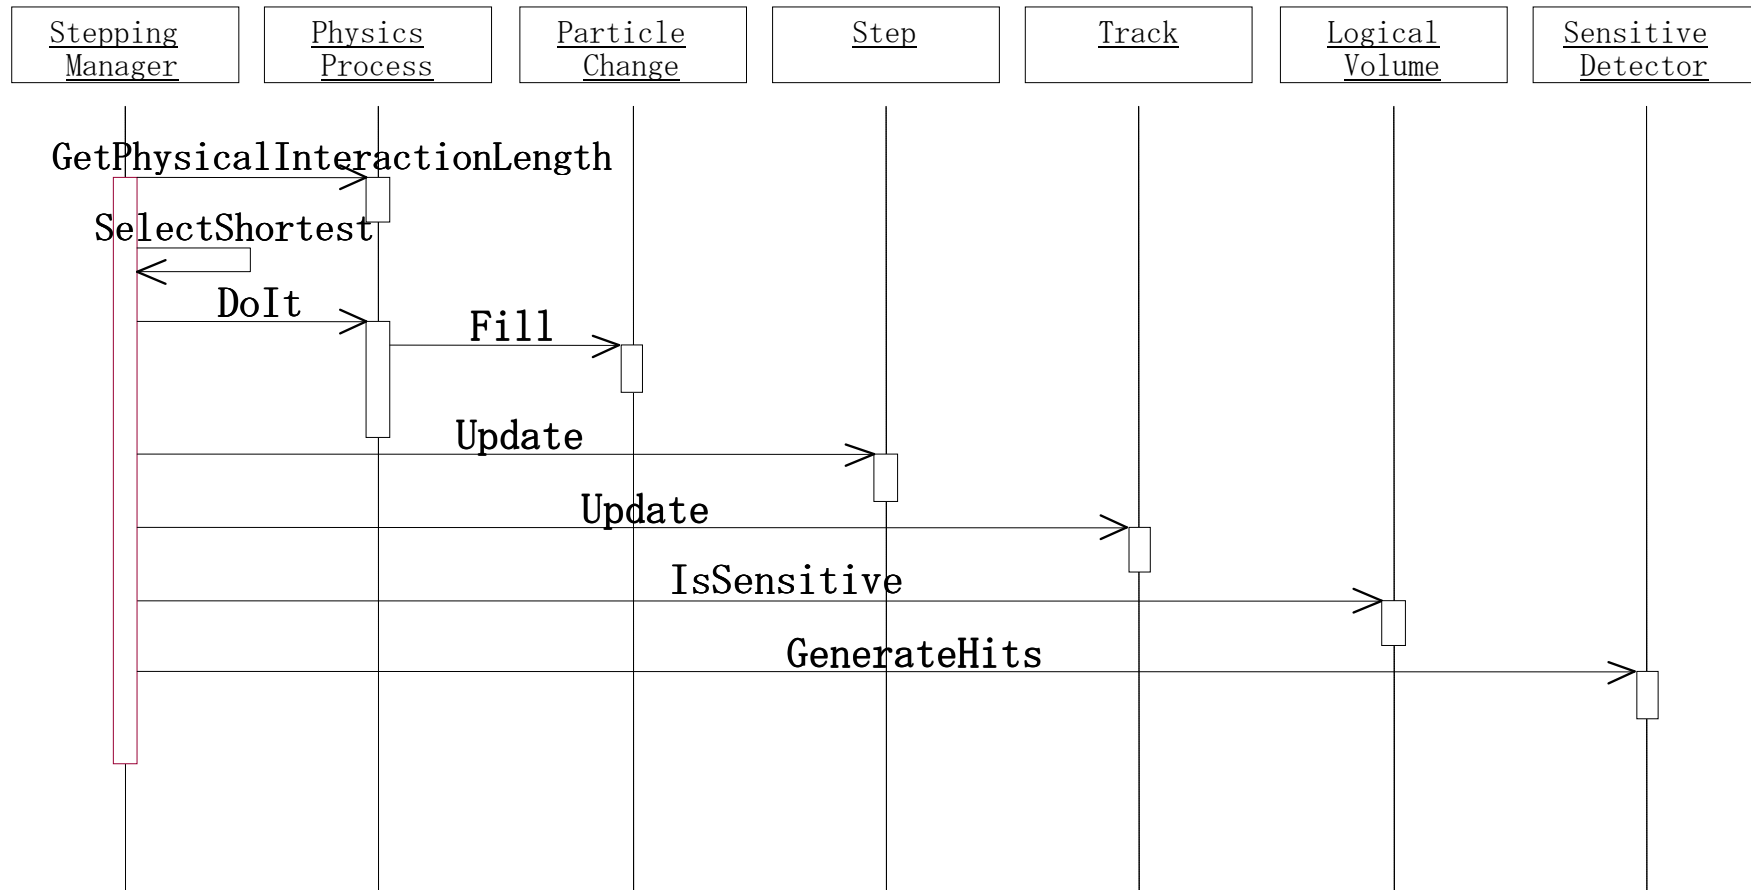 Stepping
Manager
Physics
Process
Particle
Change
Step
Track
Logical
Volume
Sensitive
Detector
GetPhysicalInteractionLength
SelectShortest
DoIt
Fill
Update
Update
IsSensitive
GenerateHits